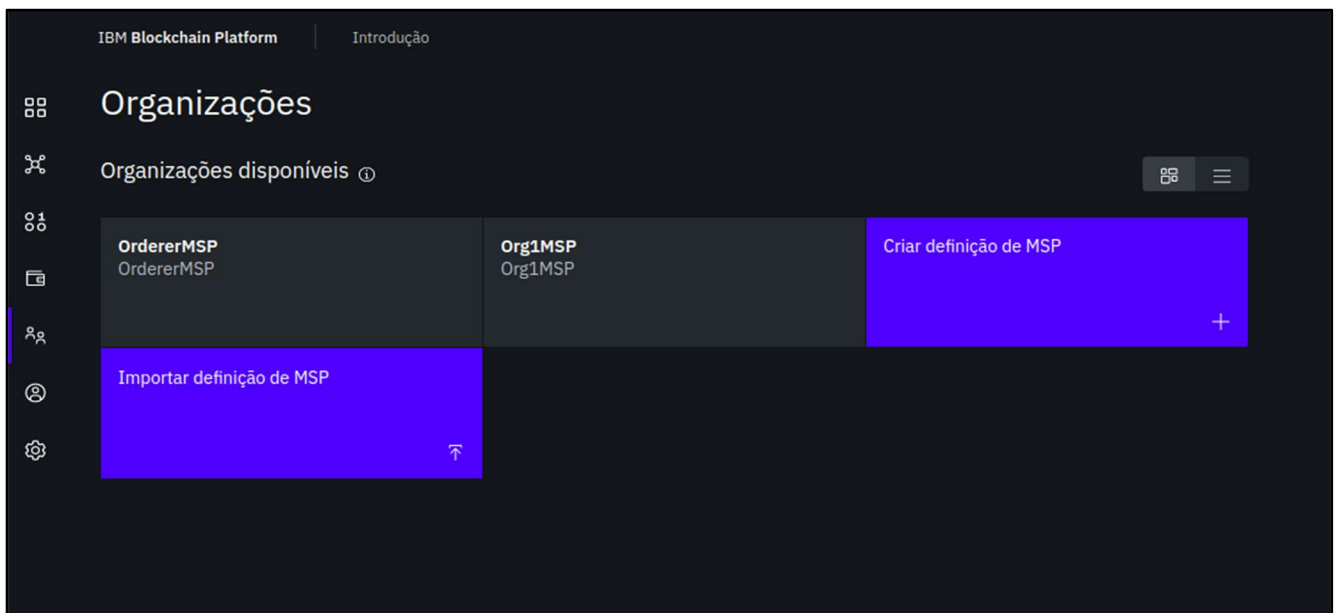 IBM Blockchain Platform
Introdução
Organizações
Organizações disponíveis
OrdererMSP
OrdererMSP
Org1MSP
Org1MSP
Criar definição de MSP
Importar definição de MSP